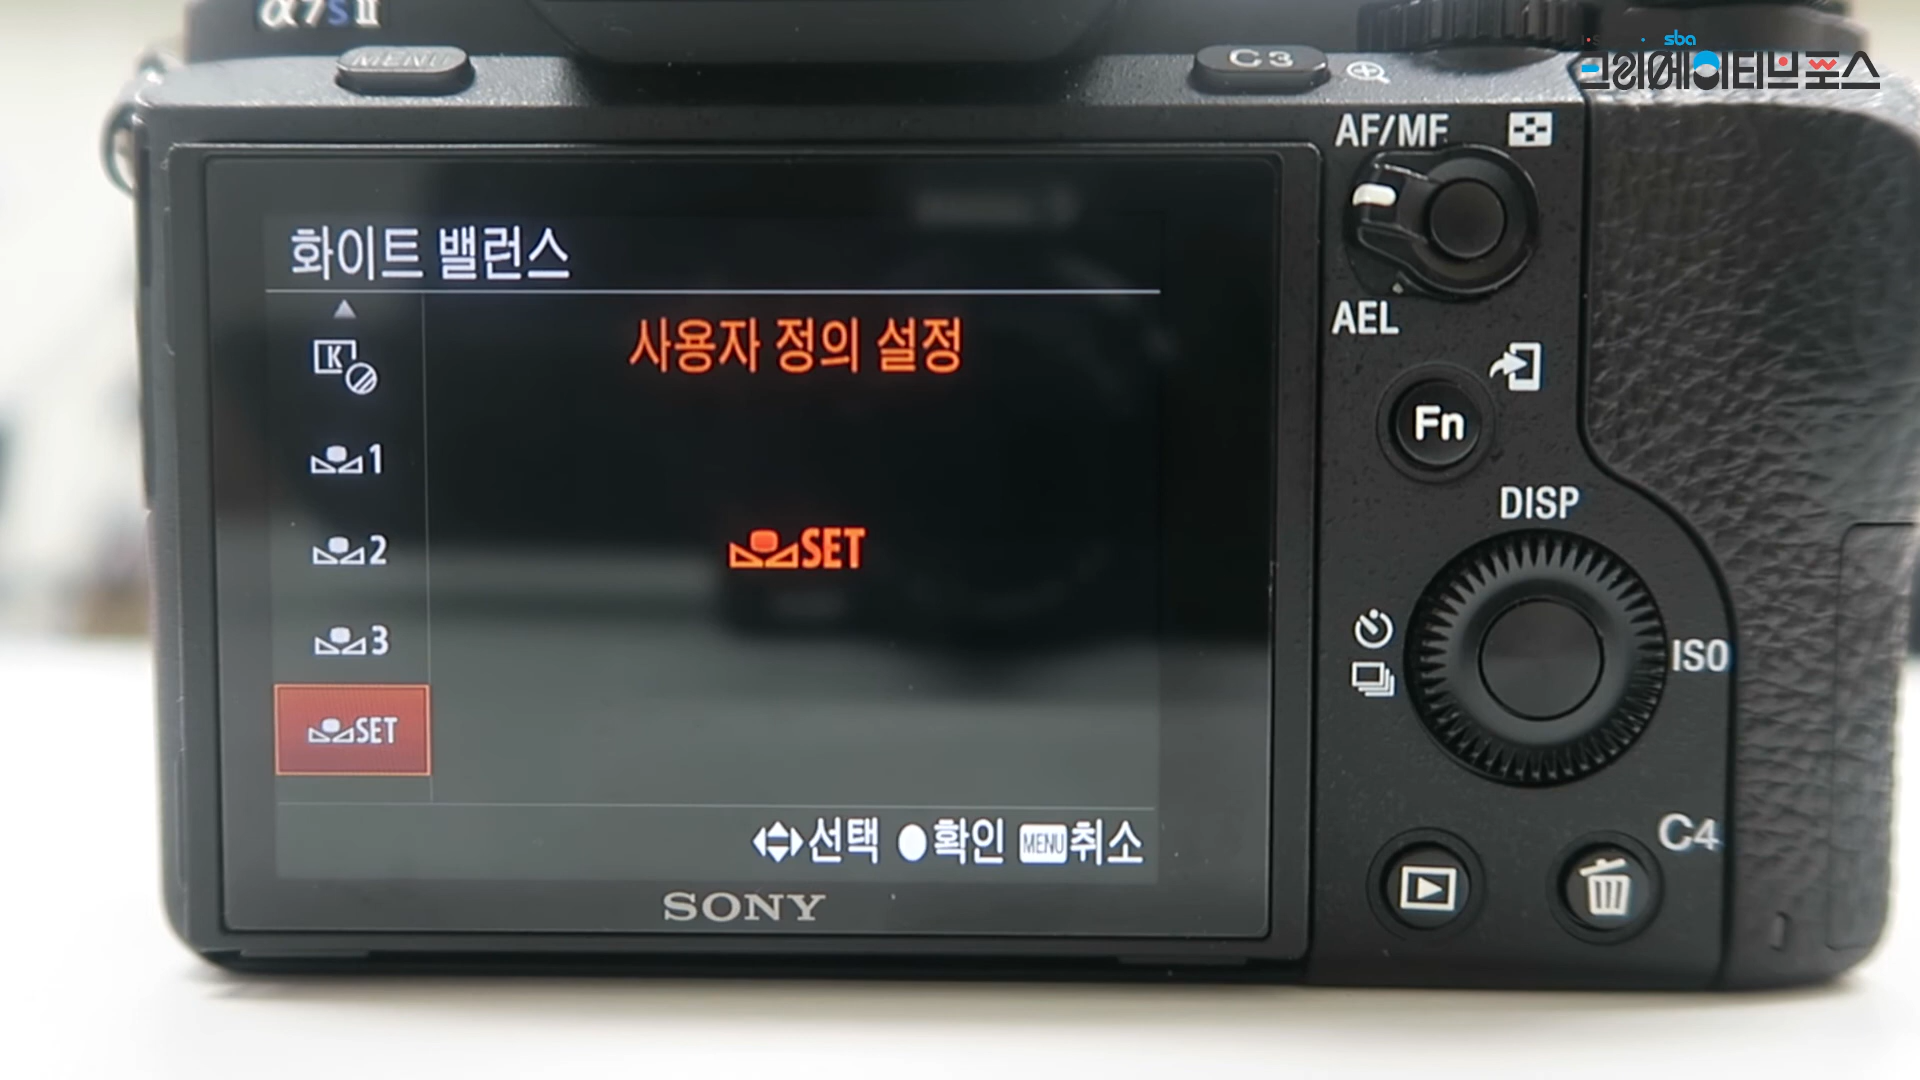 α7SII
MENU
C3
sba
크리에이티브포스
AF/MF
AEL
화이트 밸런스
사용자 정의 설정
K
1
2
3
SET
SET
Fn
DISP
ISO
선택 확인 MENU 취소
C4
SONY